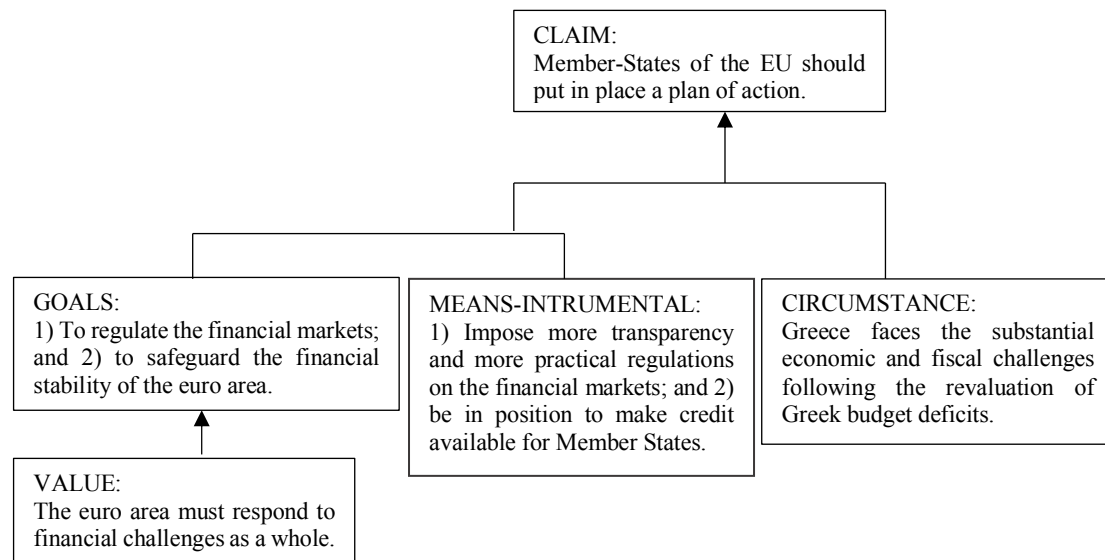 CLAIM:
Member-States of the EU should
put in place a plan of action.
GOALS:
1) To regulate the financial markets;
and 2) to safeguard the financial
stability of the euro area.
MEANS-INTRUMENTAL:
1) Impose more transparency
and more practical regulations
on the financial markets; and 2)
be in position to make credit
available for Member States.
CIRCUMSTANCE:
Greece faces the substantial
economic and fiscal challenges
following the revaluation of
Greek budget deficits.
VALUE:
The euro area must respond to
financial challenges as a whole.